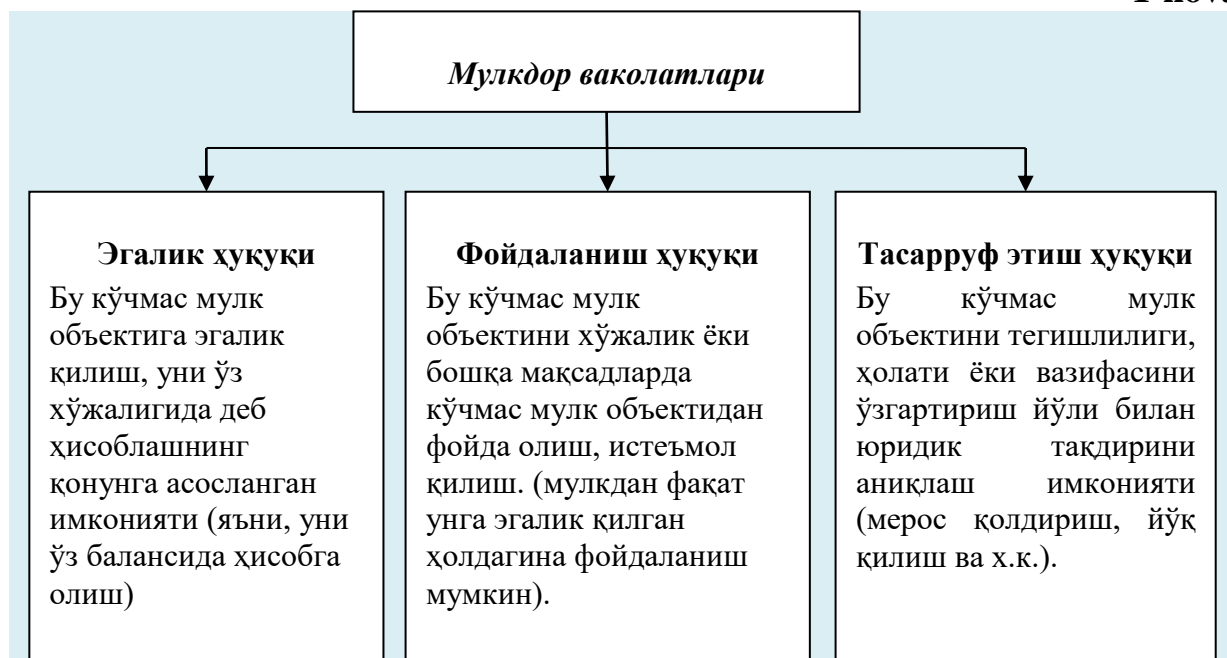 Мулкдор ваколатлари
Эгалик ҳуқуқи
Бу кўчмас мулк
объектига эгалик
қилиш, уни ўз
хўжалигида деб
ҳисоблашнинг
қонунга асосланган
имконияти (яъни, уни
ўз балансида ҳисобга
олиш)
Фойдаланиш ҳуқуқи
Бу кўчмас мулк
объектини хўжалик ёки
бошқа мақсадларда
кўчмас мулк объектидан
фойда олиш, истеъмол
қилиш. (мулкдан фақат
унга эгалик қилган
ҳолдагина фойдаланиш
мумкин).
Тасарруф этиш ҳуқуқи
Бу кўчмас мулк
объектини тегишлилиги,
ҳолати ёки вазифасини
ўзгартириш йўли билан
юридик тақдирини
аниқлаш имконияти
(мерос қолдириш, йўқ
қилиш ва х.к.).